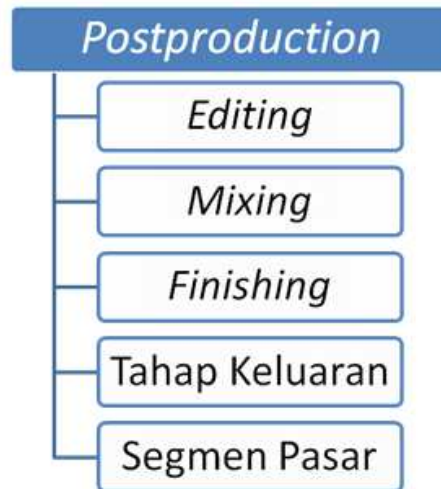 Postproduction
Editing
Mixing
Finishing
Tahap Keluaran
Segmen Pasar